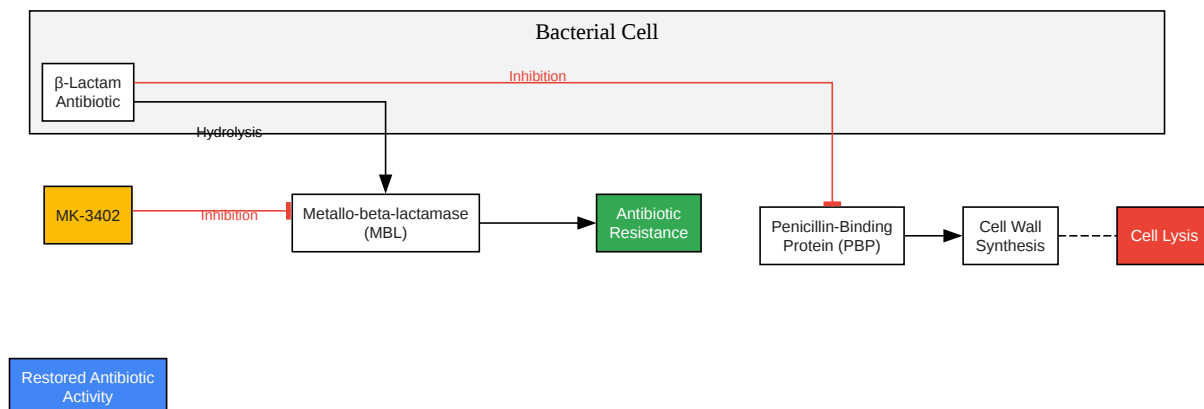 Bacterial Cell
β-Lactam
Antibiotic
Inhibition
Hydrolysis
MK-3402
Inhibition
Metallo-beta-lactamase
(MBL)
Antibiotic
Resistance
Penicillin-Binding
Protein (PBP)
Cell Wall
Synthesis
Cell Lysis
Restored Antibiotic
Activity